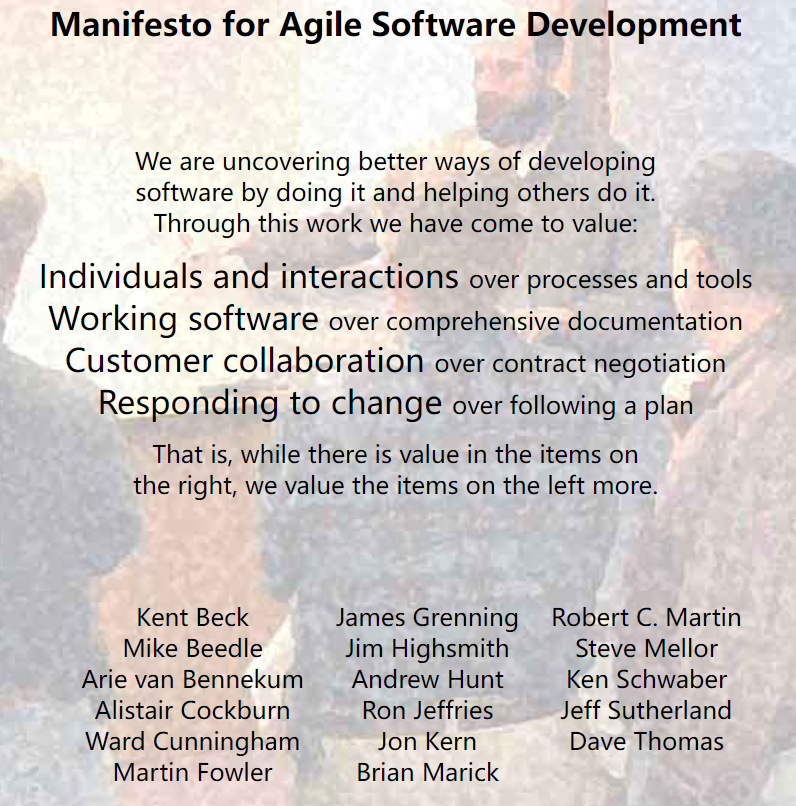 Manifesto for Agile Software Development
We are uncovering better ways of developing
software by doing it and helping others do it.
Through this work we have come to value:
Individuals and interactions over processes and tools
Working software over comprehensive documentation
Customer collaboration over contract negotiation
Responding to change over following a plan
That is, while there is value in the items on
the right, we value the items on the left more.
Kent Beck
Mike Beedle
Arie van Bennekum
Alistair Cockburn
Ward Cunningham
Martin Fowler
James Grenning
Jim Highsmith
Andrew Hunt
Ron Jeffries
Jon Kern
Brian Marick
Robert C. Martin
Steve Mellor
Ken Schwaber
Jeff Sutherland
Dave Thomas